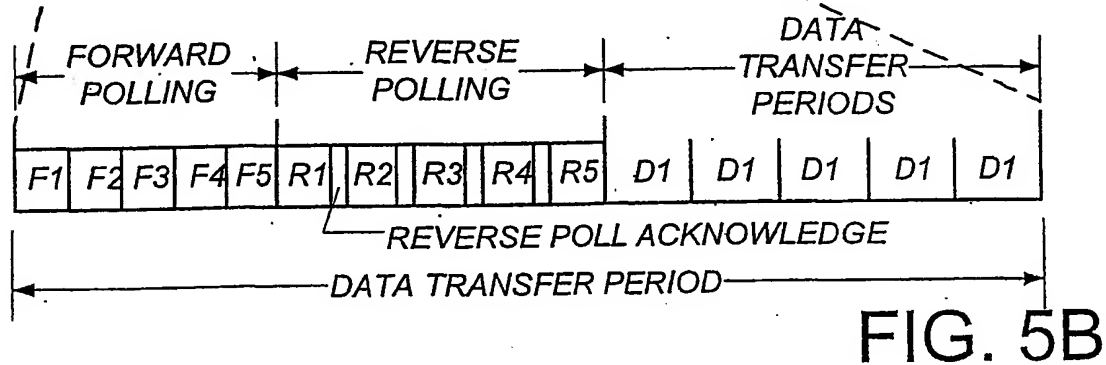 FORWARD POLLING
REVERSE POLLING
DATA TRANSFER PERIODS
F1 F2 F3 F4 F5 R1 R2 R3 R4 R5 D1 D1 D1 D1 D1
REVERSE POLL ACKNOWLEDGE
DATA TRANSFER PERIOD
FIG. 5B